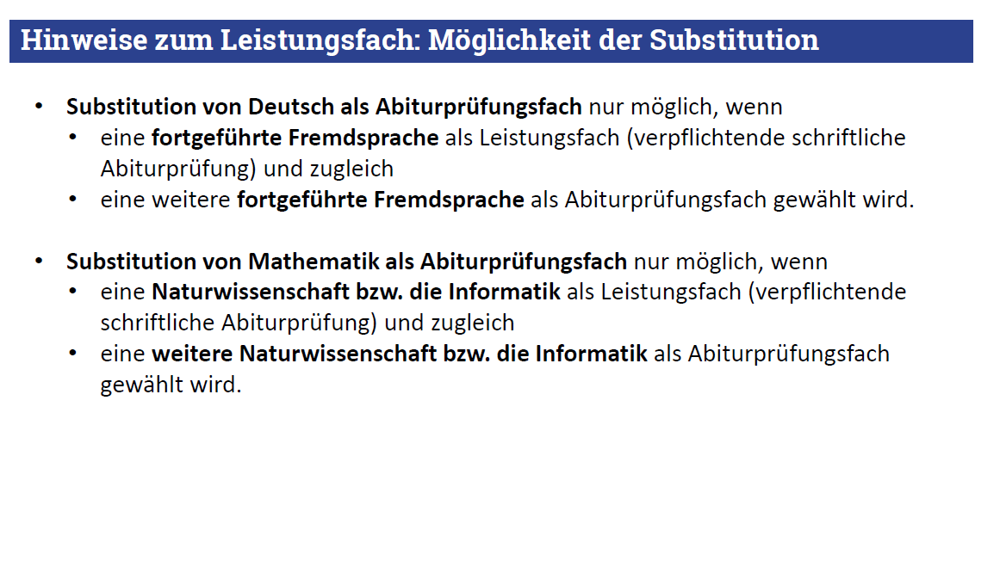 Hinweise zum Leistungsfach: Möglichkeit der Substitution
• Substitution von Deutsch als Abiturprüfungsfach nur möglich, wenn
• eine fortgeführte Fremdsprache als Leistungsfach (verpflichtende schriftliche
Abiturprüfung) und zugleich
• eine weitere fortgeführte Fremdsprache als Abiturprüfungsfach gewählt wird.
• Substitution von Mathematik als Abiturprüfungsfach nur möglich, wenn
• eine Naturwissenschaft bzw. die Informatik als Leistungsfach (verpflichtende
schriftliche Abiturprüfung) und zugleich
• eine weitere Naturwissenschaft bzw. die Informatik als Abiturprüfungsfach
gewählt wird.